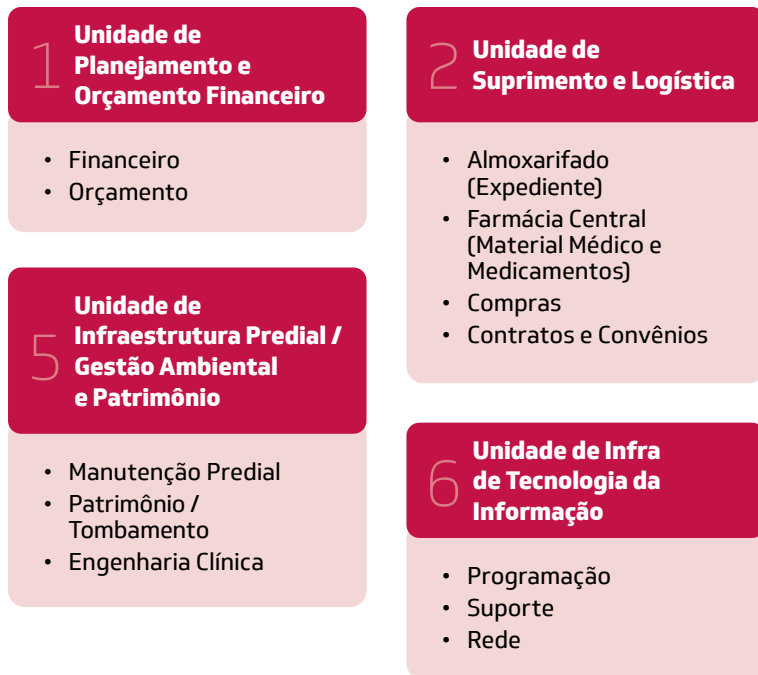 1
Unidade de
Planejamento e
Orçamento Financeiro
• Financeiro
• Orçamento
2
Unidade de
Suprimento e Logística
• Almoxarifado
(Expediente)
• Farmácia Central
(Material Médico e
Medicamentos)
• Compras
• Contratos e Convênios
5
Unidade de
Infraestrutura Predial /
Gestão Ambiental
e Patrimônio
• Manutenção Predial
• Patrimônio /
Tombamento
• Engenharia Clínica
6
Unidade de Infra
de Tecnologia da
Informação
• Programação
• Suporte
• Rede